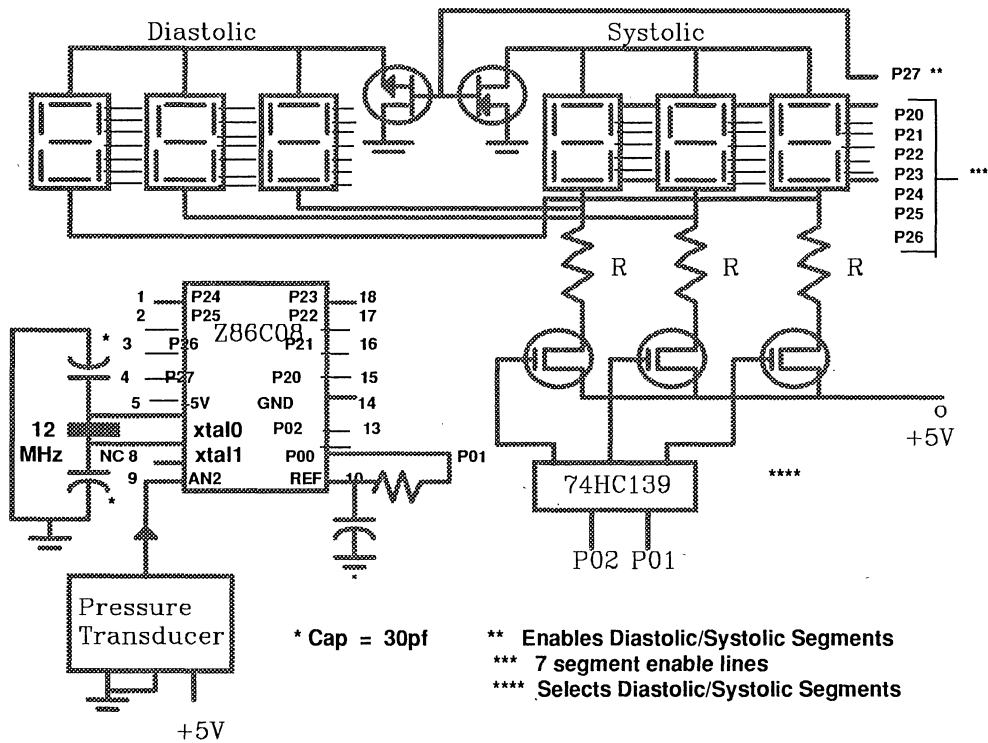 Diastolic
Systolic
P27 **
P20
P21
P22
P23
P24
P25
P26
***
R
R
R
1 P24 P23 18
2 P25 P22 17
Z86C08
3 P26 P21 16
4 P27 P20 15
5 -5V GND 14
12
MHz
xtal0 P02 13
NC 8 xtal1 P00 P01
9 AN2 REF 10
*
*
o
+5V
74HC139
****
P02 P01
Pressure
Transducer
+5V
* Cap = 30pf
** Enables Diastolic/Systolic Segments
*** 7 segment enable lines
**** Selects Diastolic/Systolic Segments